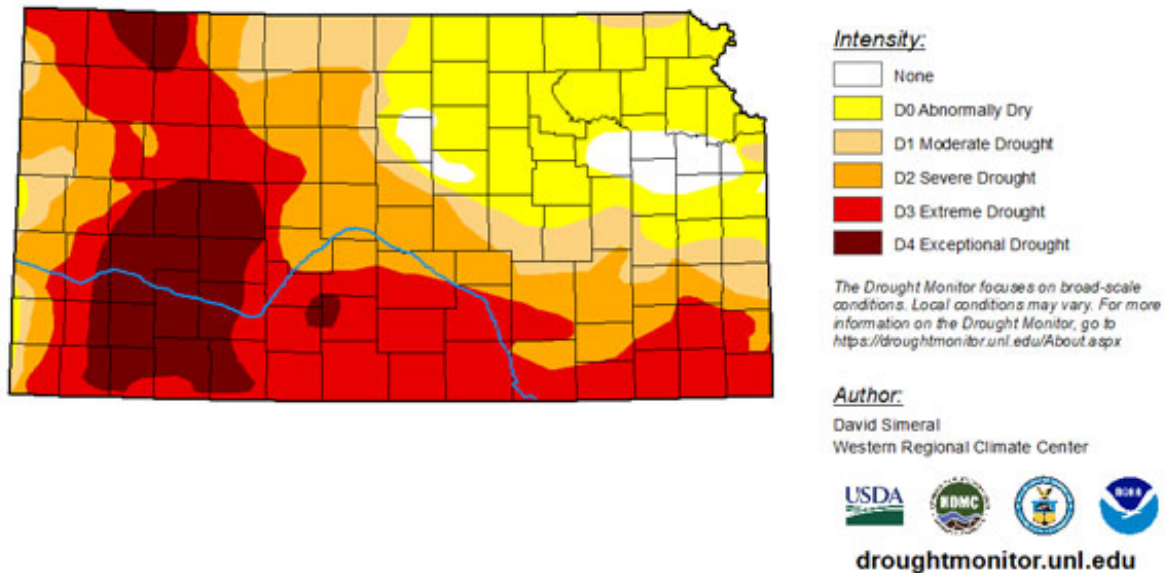 Intensity:
None
D0 Abnormally Dry
D1 Moderate Drought
D2 Severe Drought
D3 Extreme Drought
D4 Exceptional Drought
The Drought Monitor focuses on broad-scale
conditions. Local conditions may vary. For more
information on the Drought Monitor, go to
https://droughtmonitor.unl.edu/About.aspx
Author:
David Simeral
Western Regional Climate Center
USDA
NDMC
NOAA
droughtmonitor.unl.edu